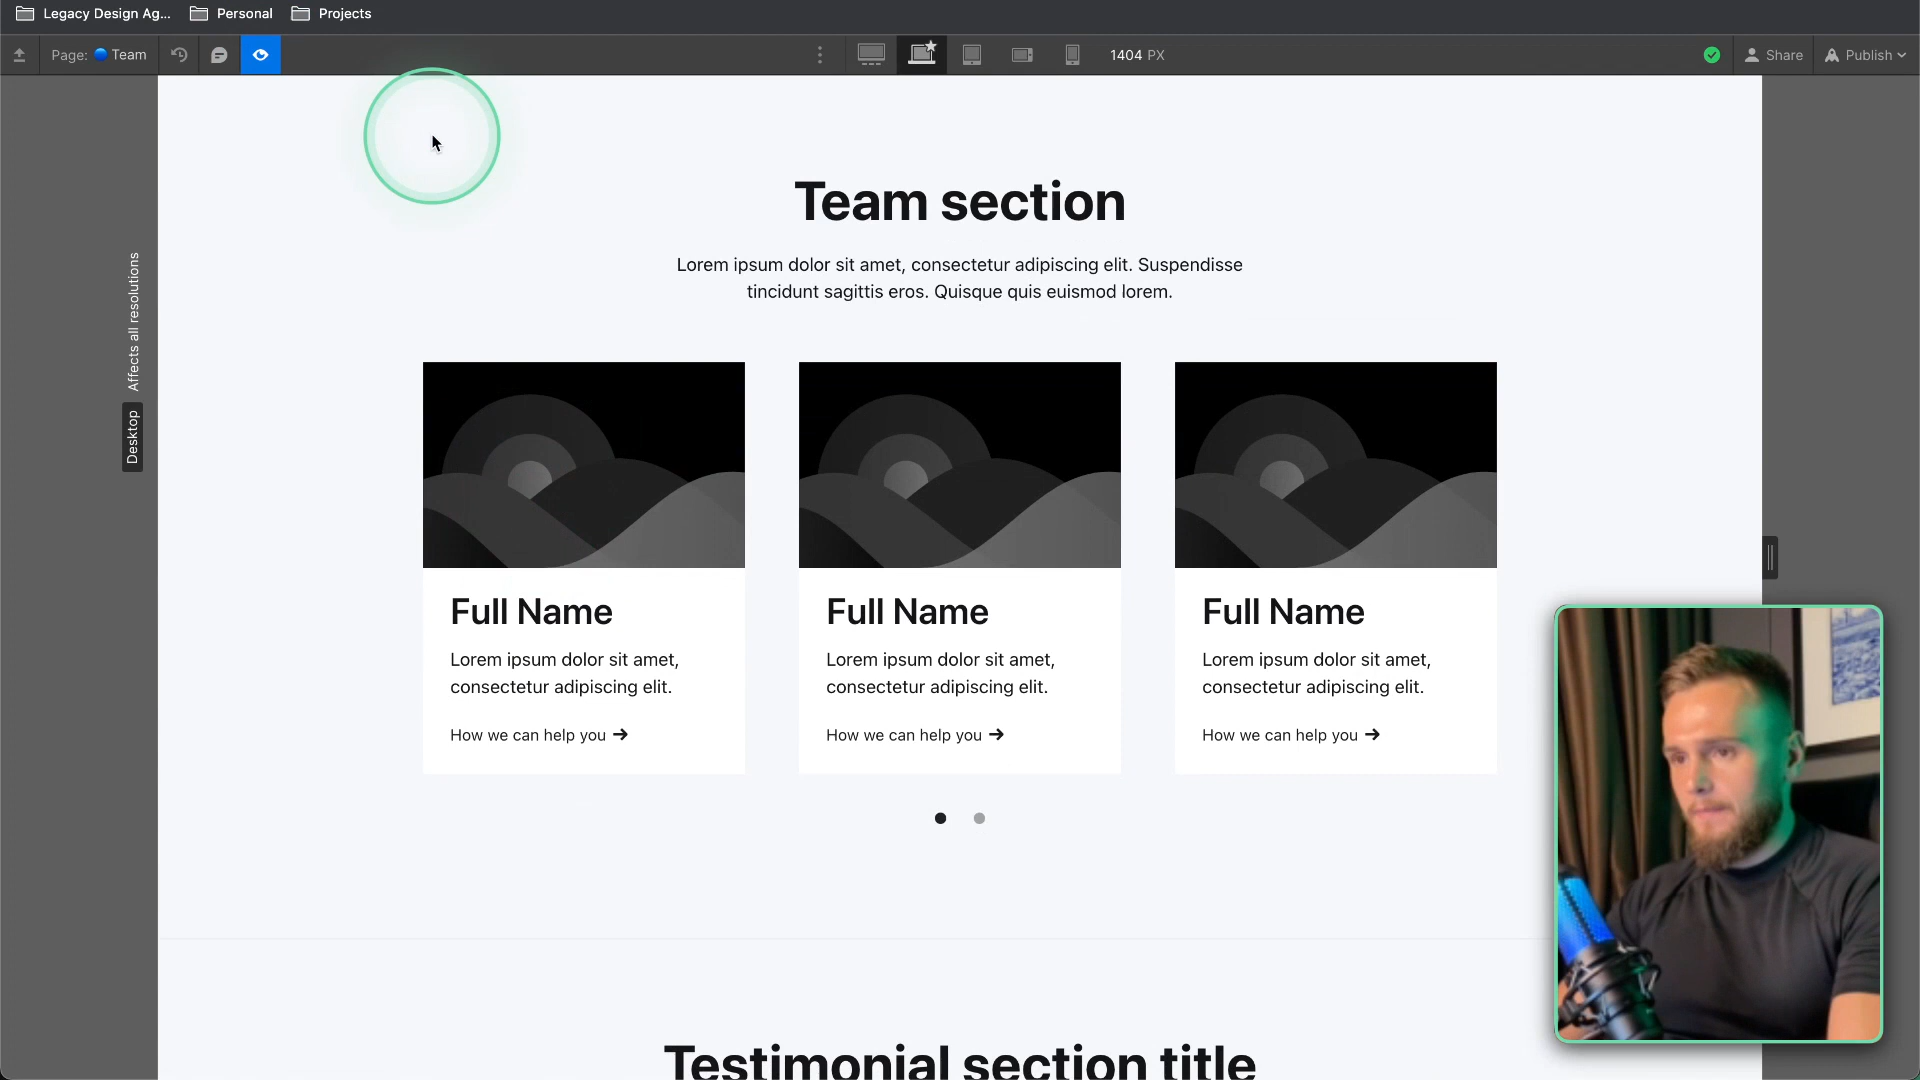 Legacy Design Ag...
Personal
Projects
Page: Team
1404 PX
Share
Publish
Affects all resolutions
Desktop
Team section
Lorem ipsum dolor sit amet, consectetur adipiscing elit. Suspendisse
tincidunt sagittis eros. Quisque quis euismod lorem.
Full Name
Lorem ipsum dolor sit amet,
consectetur adipiscing elit.
How we can help you →
Full Name
Lorem ipsum dolor sit amet,
consectetur adipiscing elit.
How we can help you →
Full Name
Lorem ipsum dolor sit amet,
consectetur adipiscing elit.
How we can help you →
Testimonial section title